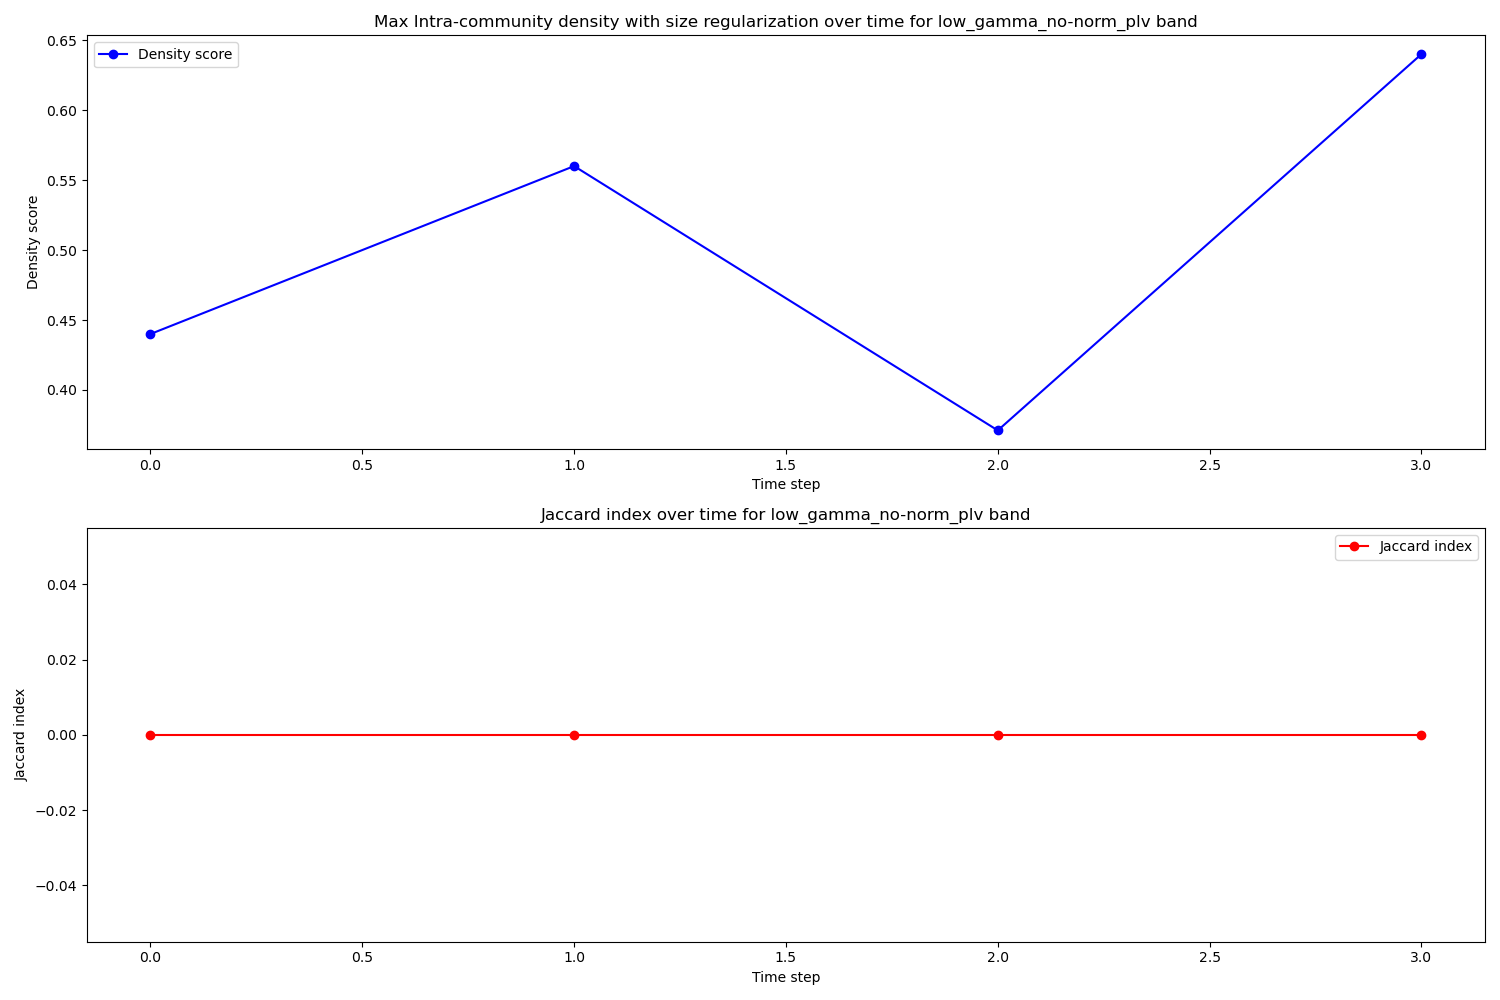 Max Intra-community density with size regularization over time for low_gamma_no-norm_plv band
Density score
0.65
0.60
0.55
0.50
0.45
0.40
Density score
0.0 0.5 1.0 1.5 2.0 2.5 3.0
Time step
Jaccard index over time for low_gamma_no-norm_plv band
Jaccard index
0.04
0.02
0.00
−0.02
−0.04
Jaccard index
0.0 0.5 1.0 1.5 2.0 2.5 3.0
Time step